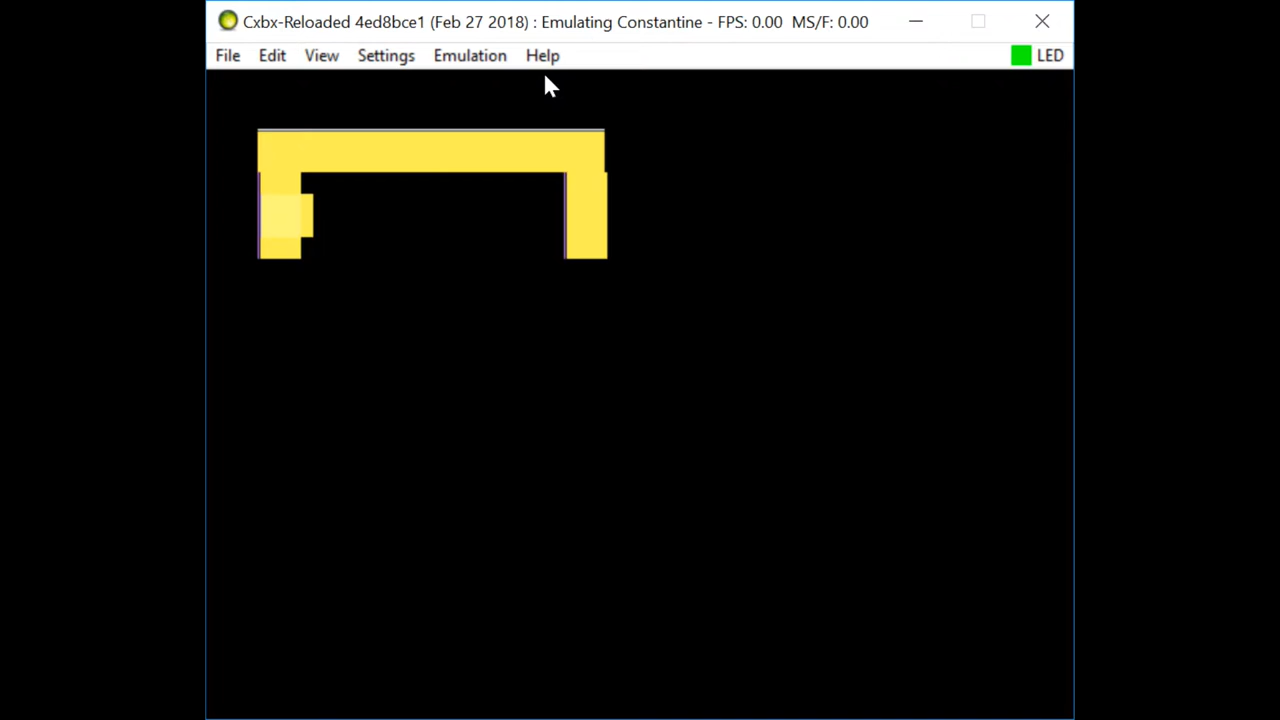 Cxbx-Reloaded 4ed8bce1 (Feb 27 2018) : Emulating Constantine - FPS: 0.00 MS/F: 0.00
File Edit View Settings Emulation Help LED